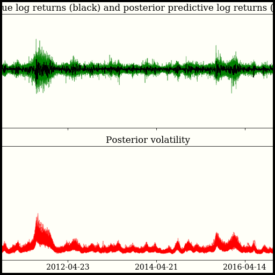 ue log returns (black) and posterior predictive log returns (
Posterior volatility
2012-04-23 2014-04-21 2016-04-14